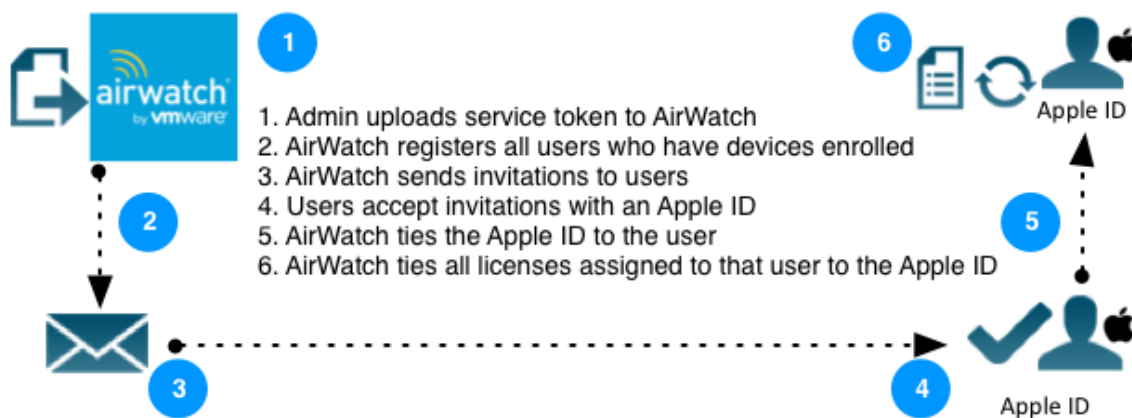 1
6
airwatch
by vmware
1. Admin uploads service token to AirWatch
2. AirWatch registers all users who have devices enrolled
3. AirWatch sends invitations to users
4. Users accept invitations with an Apple ID
5. AirWatch ties the Apple ID to the user
6. AirWatch ties all licenses assigned to that user to the Apple ID
Apple ID
2
5
3
4
Apple ID